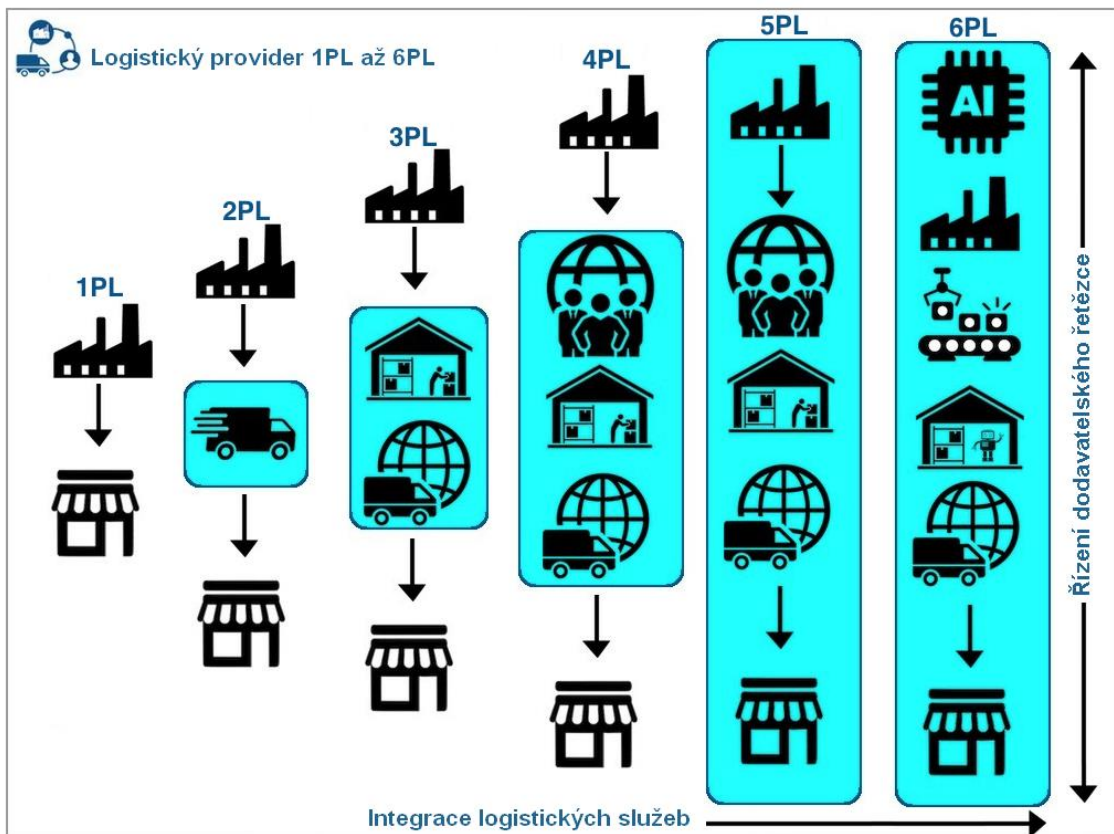 Logistický provider 1PL až 6PL
1PL
2PL
3PL
4PL
5PL
6PL
AI
Řízení dodavatelského řetězce
Integrace logistických služeb